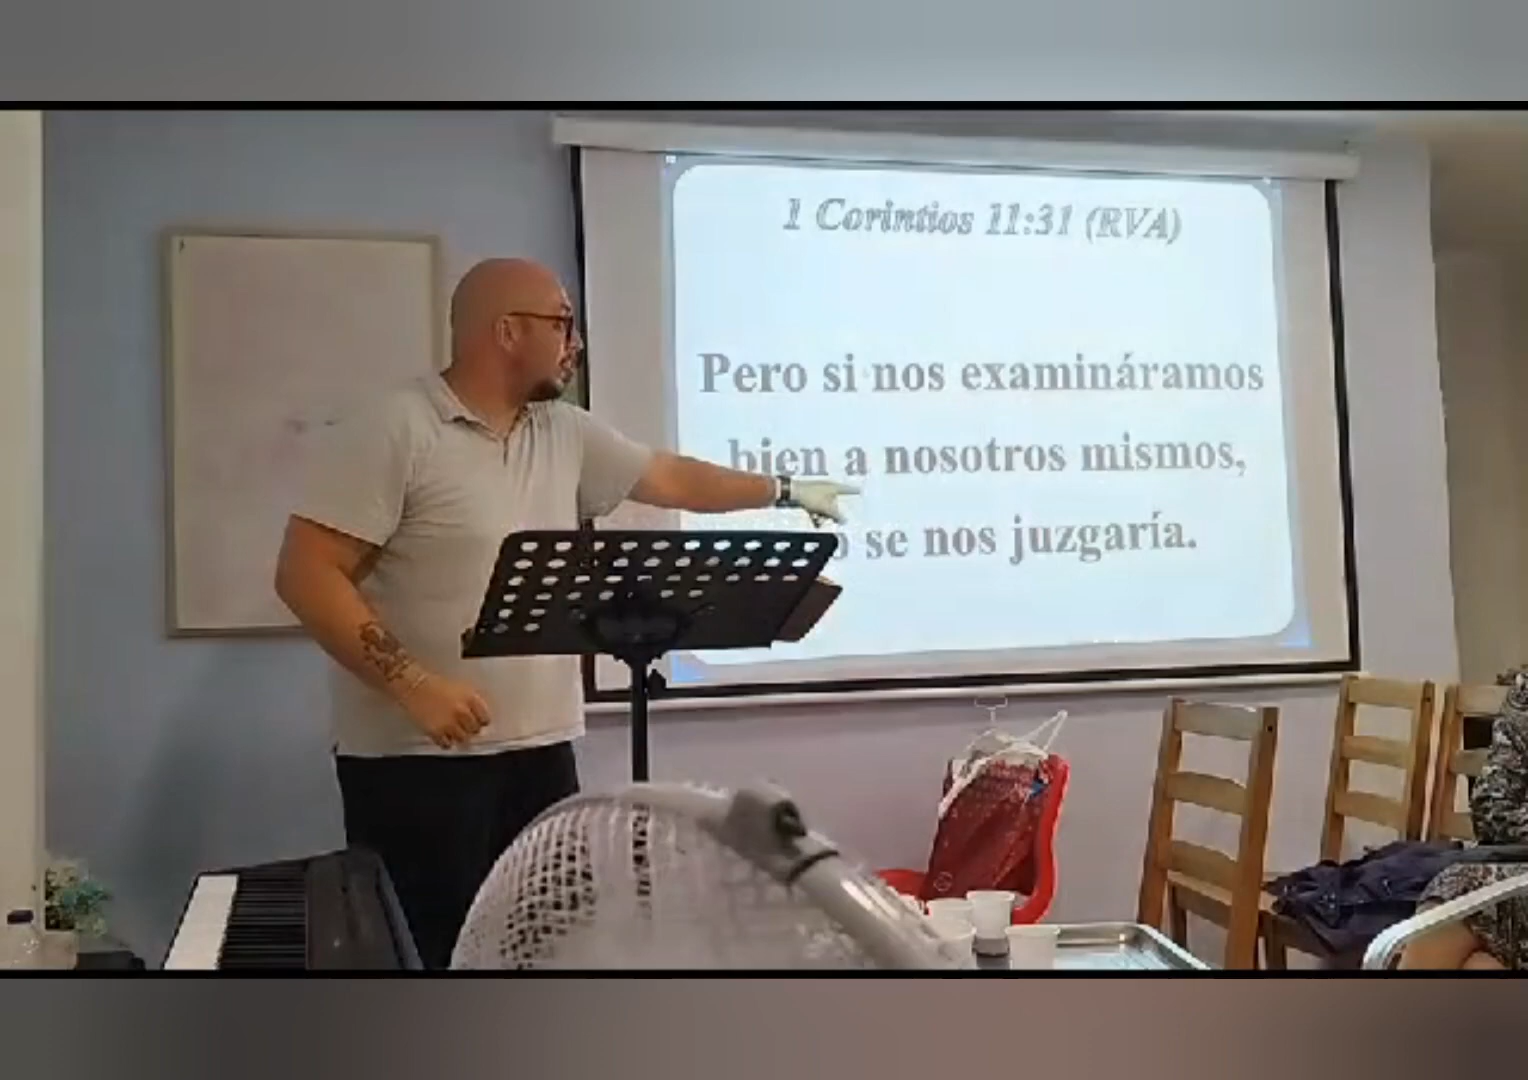 1 Corintios 11:31 (RVA)
Pero si nos examináramos
bien a nosotros mismos,
se nos juzgaría.